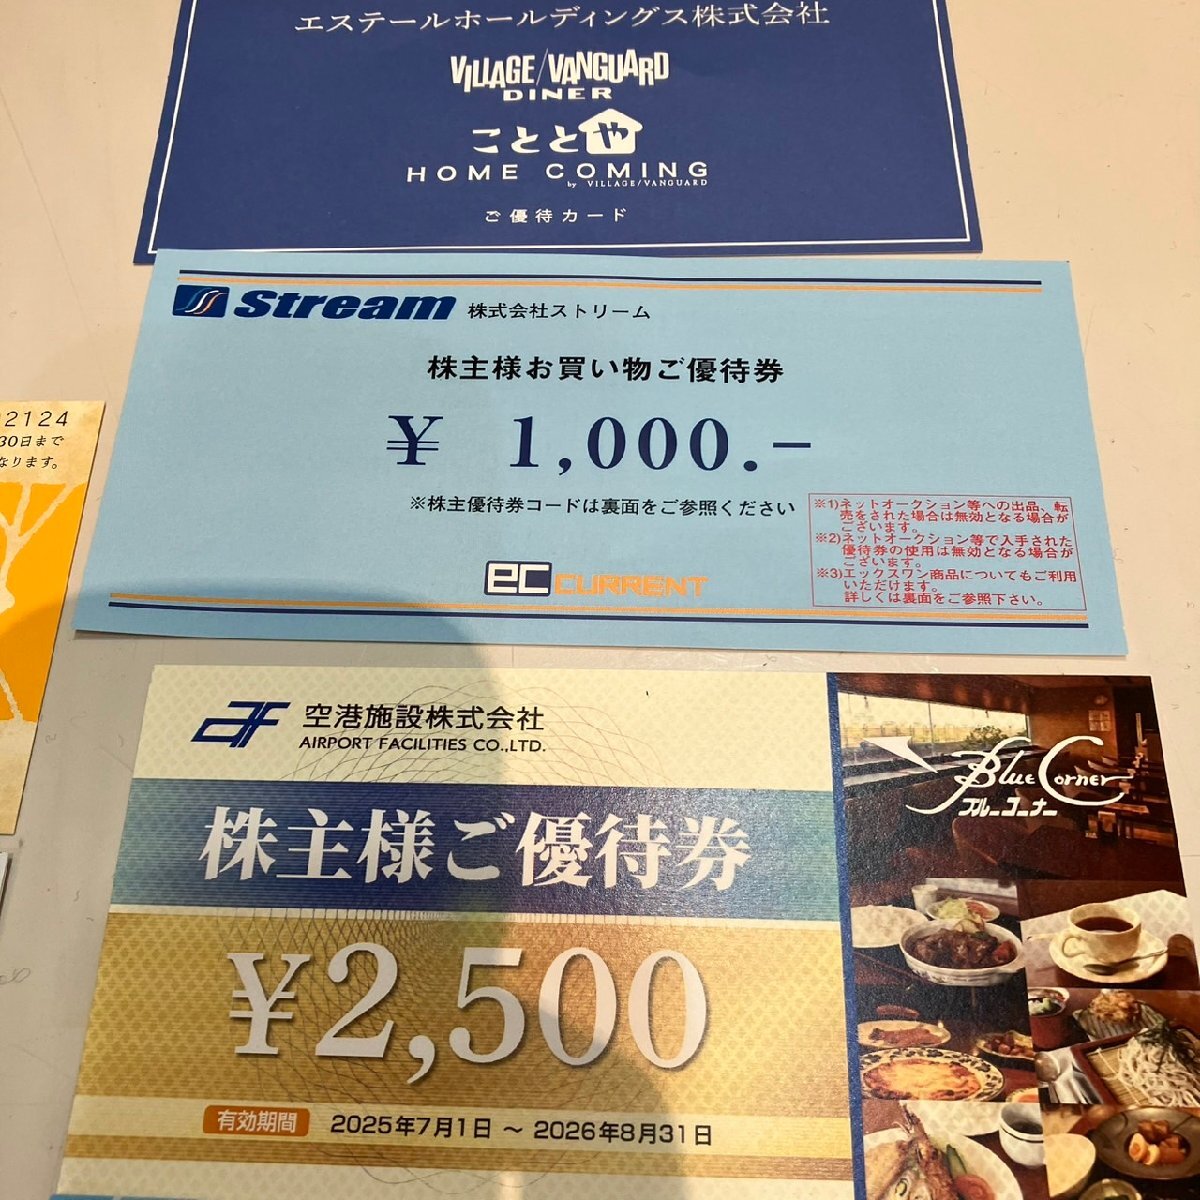 エステールホールディングス株式会社
VILLAGE/VANGUARD
DINER
こととや
HOME COMING
by VILLAGE/VANGUARD
ご優待カード
Stream 株式会社ストリーム
株主様お買い物ご優待券
¥ 1,000.-
※株主優待券コードは裏面をご参照ください
※1)ネットオークション等への出品、転
売をされた場合は無効となる場合が
ございます。
※2)ネットオークション等で入手された
優待券の使用は無効となる場合が
ございます。
※3)エックスワン商品についてもご利用
いただけます。
詳しくは裏面をご参照下さい。
eC CURRENT
2124
30日まで
なります。
AF 空港施設株式会社
AIRPORT FACILITIES CO.,LTD.
株主様ご優待券
¥2,500
有効期間 2025年7月1日 ～ 2026年8月31日
Blue Corner
ブルーコーナー